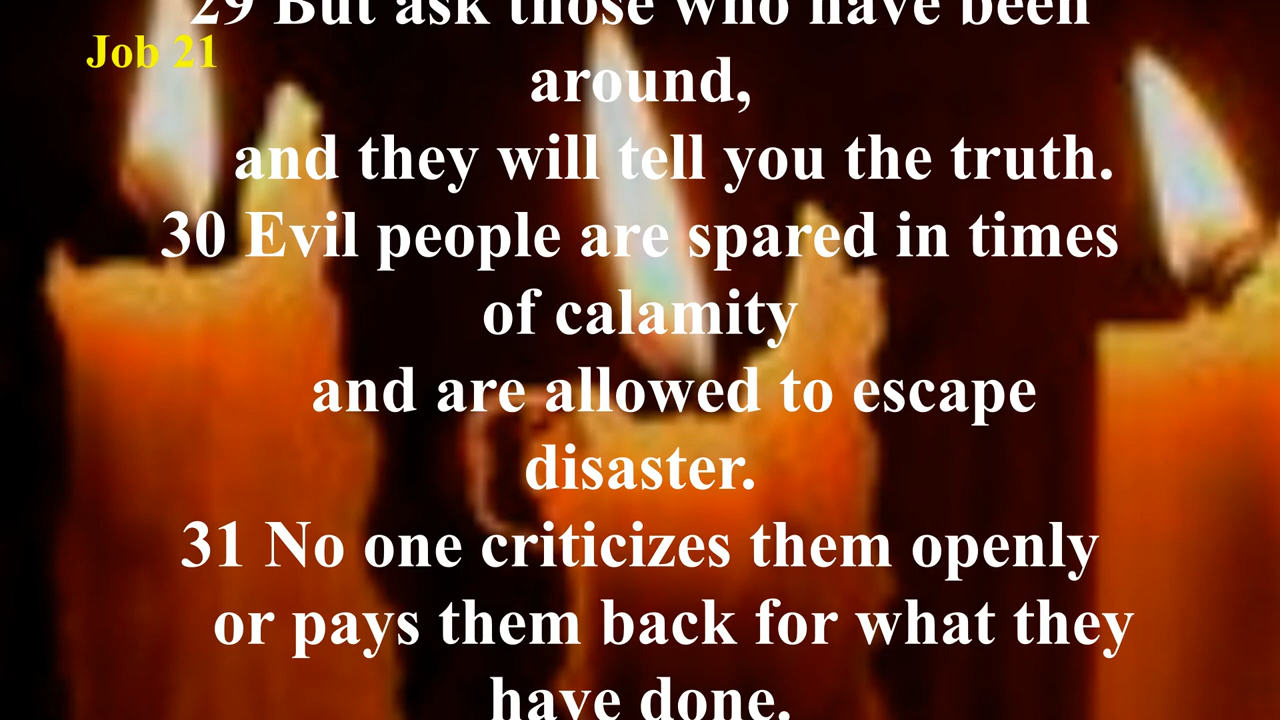 29 But ask those who have been
Job 21
around,
and they will tell you the truth.
30 Evil people are spared in times
of calamity
and are allowed to escape
disaster.
31 No one criticizes them openly
or pays them back for what they
have done.